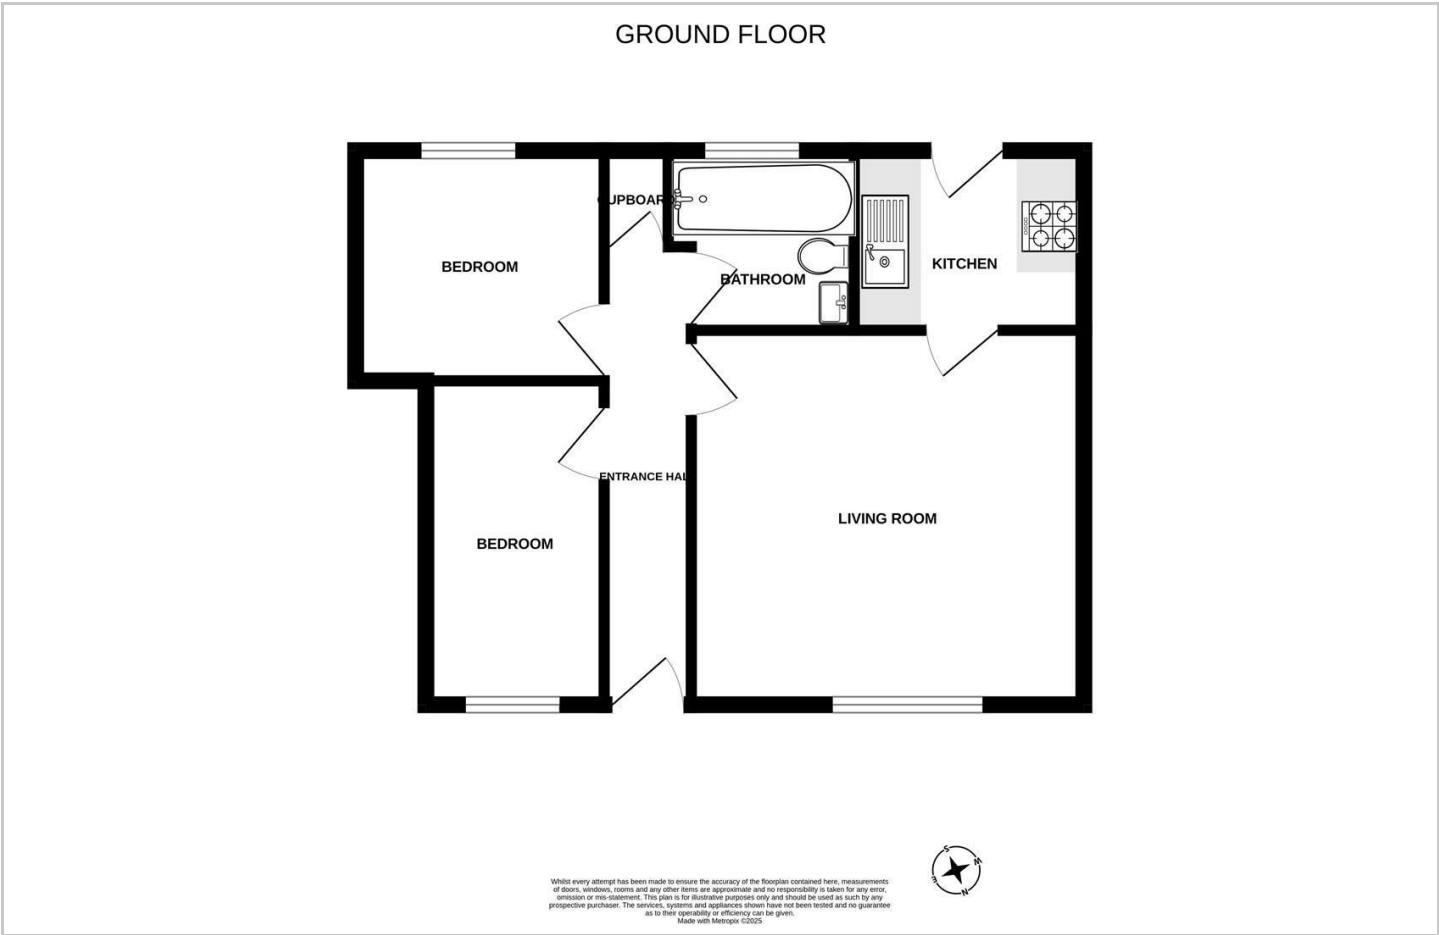 GROUND FLOOR
CUPBOARD
BEDROOM
BATHROOM
KITCHEN
ENTRANCE HALL
LIVING ROOM
BEDROOM
S
W
E
N
Whilst every attempt has been made to ensure the accuracy of the floorplan contained here, measurements
of doors, windows, rooms and any other items are approximate and no responsibility is taken for any error,
omission or mis-statement. This plan is for illustrative purposes only and should be used as such by any
prospective purchaser. The services, systems and appliances shown have not been tested and no guarantee
as to their operability or efficiency can be given.
Made with Metropix ©2025